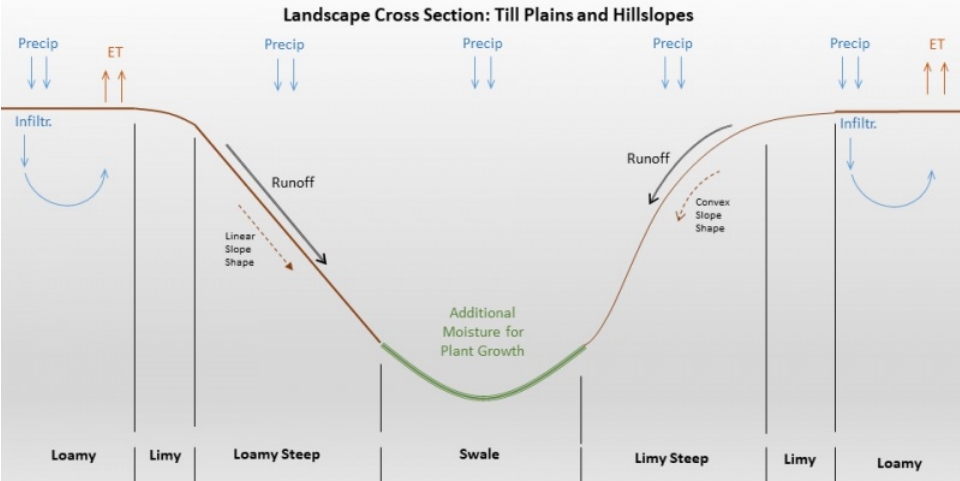 Landscape Cross Section: Till Plains and Hillslopes
Precip
ET
Precip
Precip
Precip
Precip
ET
Infiltr.
Infiltr.
Runoff
Runoff
Linear
Slope
Shape
Convex
Slope
Shape
Additional
Moisture for
Plant Growth
Loamy
Limy
Loamy Steep
Swale
Limy Steep
Limy
Loamy